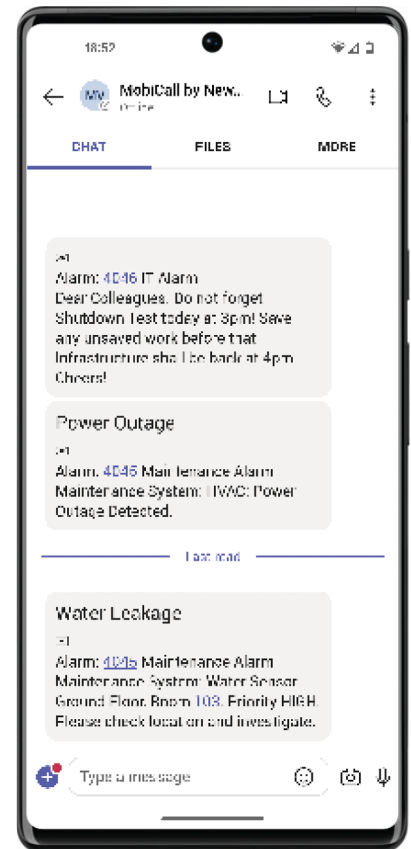 18:52
MobiCall by New...
MV
CHAT FILES MORE
Alarm: 4046 IT Alarm
Dear Colleagues. Do not forget
Shutdown Test today at 3pm! Save
any unsaved work before that
Infrastructure shall be back at 4pm
Cheers!
Power Outage
Alarm: Maintenance Alarm
Maintenance System: HVAC: Power
Outage Detected.
Last read
Water Leakage
Alarm: 4045 Maintenance Alarm
Maintenance System: Water Sensor
Ground Floor. Room 103. Priority HIGH.
Please check location and investigate.
Type a message